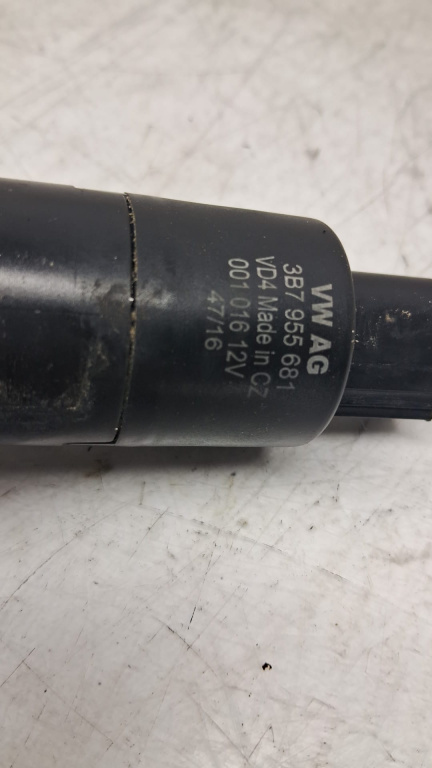 VW AG
3B7 955 681
VD4 Made in CZ
001 016 12V
47/16